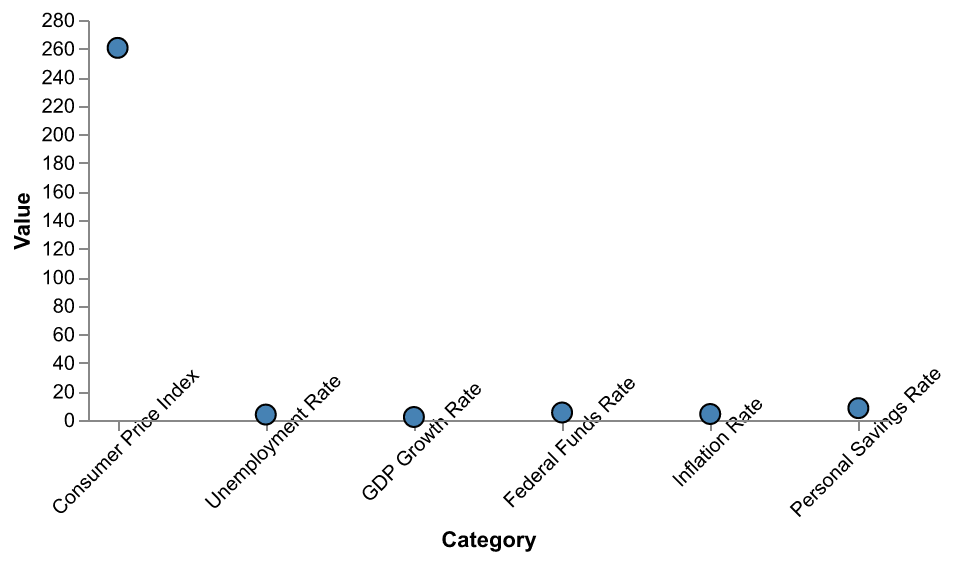 280
260
240
220
200
180
160
140
120
100
80
60
40
20
0
Value
Consumer Price Index
Unemployment Rate
GDP Growth Rate
Federal Funds Rate
Inflation Rate
Personal Savings Rate
Category